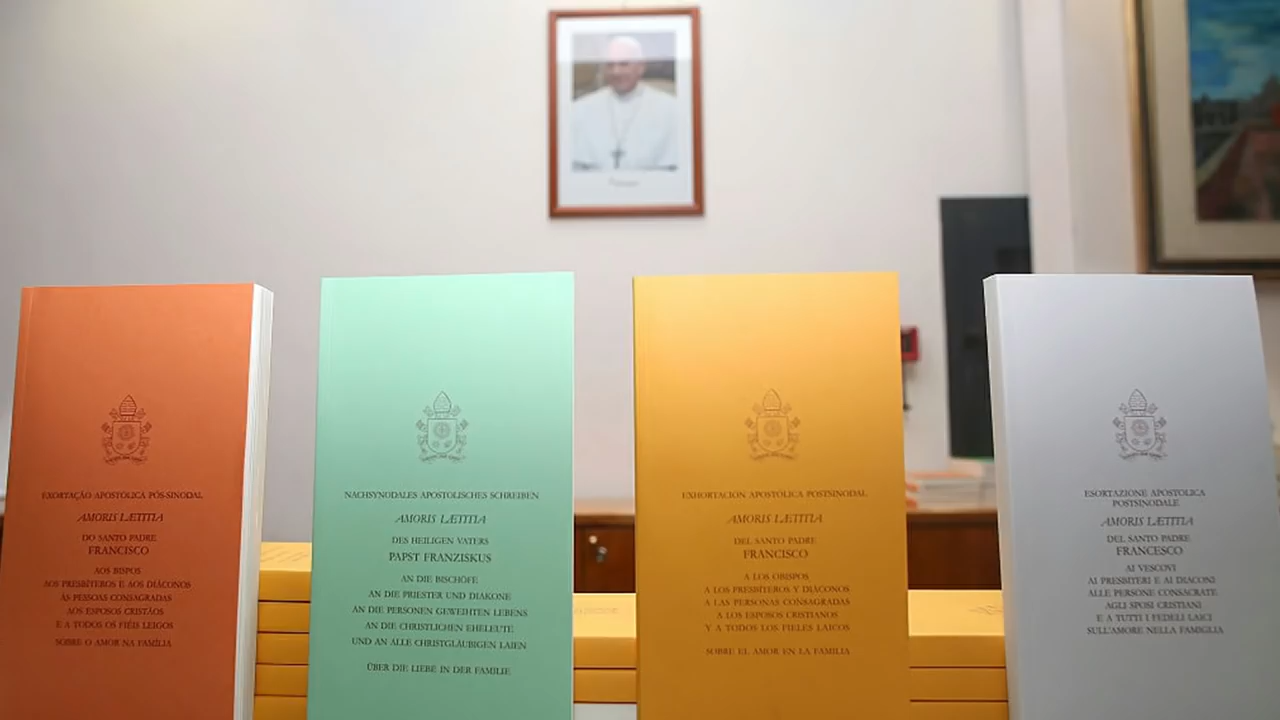 EXORTAÇÃO APOSTÓLICA PÓS-SINODAL
AMORIS LÆTITIA
DO SANTO PADRE
FRANCISCO
AOS BISPOS
AOS PRESBÍTEROS E AOS DIÁCONOS
ÀS PESSOAS CONSAGRADAS
AOS ESPOSOS CRISTÃOS
E A TODOS OS FIÉIS LEIGOS
SOBRE O AMOR NA FAMÍLIA
NACHSYNODALES APOSTOLISCHES SCHREIBEN
AMORIS LÆTITIA
DES HEILIGEN VATERS
PAPST FRANZISKUS
AN DIE BISCHÖFE
AN DIE PRIESTER UND DIAKONE
AN DIE PERSONEN GEWEIHTEN LEBENS
AN DIE CHRISTLICHEN EHELEUTE
UND AN ALLE CHRISTGLÄUBIGEN LAIEN
ÜBER DIE LIEBE IN DER FAMILIE
EXHORTACIÓN APOSTÓLICA POSTSINODAL
AMORIS LÆTITIA
DEL SANTO PADRE
FRANCISCO
A LOS OBISPOS
A LOS PRESBÍTEROS Y DIÁCONOS
A LAS PERSONAS CONSAGRADAS
A LOS ESPOSOS CRISTIANOS
Y A TODOS LOS FIELES LAICOS
SOBRE EL AMOR EN LA FAMILIA
ESORTAZIONE APOSTOLICA
POSTSINODALE
AMORIS LÆTITIA
DEL SANTO PADRE
FRANCESCO
AI VESCOVI
AI PRESBITERI E AI DIACONI
ALLE PERSONE CONSACRATE
AGLI SPOSI CRISTIANI
E A TUTTI I FEDELI LAICI
SULL'AMORE NELLA FAMIGLIA